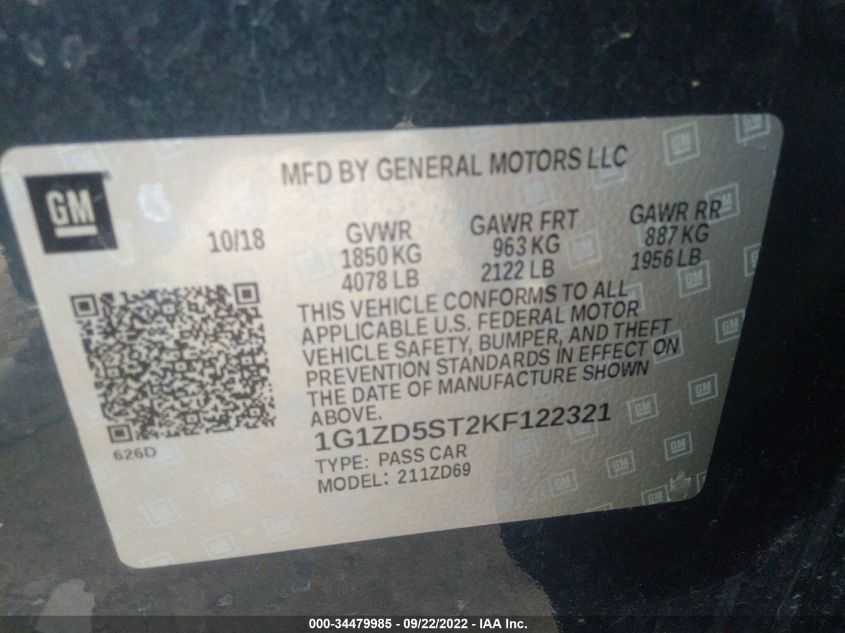 MFD BY GENERAL MOTORS LLC
GM
10/18
GVWR
1850 KG
4078 LB
GAWR FRT
963 KG
2122 LB
GAWR RR
887 KG
1956 LB
THIS VEHICLE CONFORMS TO ALL
APPLICABLE U.S. FEDERAL MOTOR
VEHICLE SAFETY, BUMPER, AND THEFT
PREVENTION STANDARDS IN EFFECT ON
THE DATE OF MANUFACTURE SHOWN
ABOVE.
1G1ZD5ST2KF122321
TYPE: PASS CAR
MODEL: 211ZD69
626D
000-34479985 - 09/22/2022 - IAA Inc.